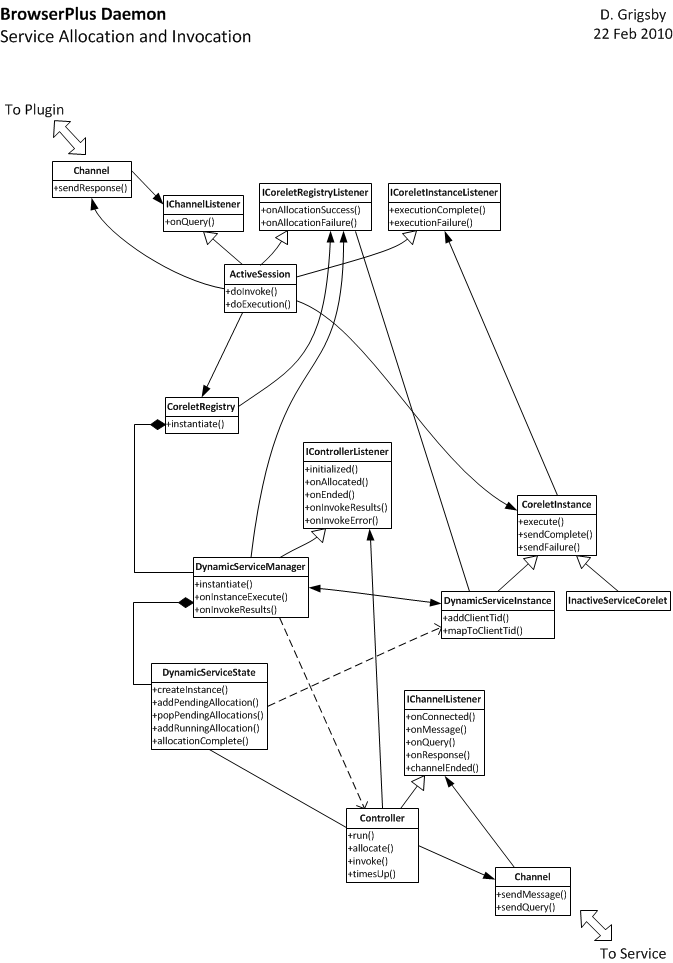 BrowserPlus Daemon
Service Allocation and Invocation
D. Grigsby
22 Feb 2010
To Plugin
Channel
+sendResponse()
IChannelListener
+onQuery()
ICoreletRegistryListener
+onAllocationSuccess()
+onAllocationFailure()
ICoreletInstanceListener
+executionComplete()
+executionFailure()
ActiveSession
+doInvoke()
+doExecution()
CoreletRegistry
+instantiate()
IControllerListener
+initialized()
+onAllocated()
+onEnded()
+onInvokeResults()
+onInvokeError()
CoreletInstance
+execute()
+sendComplete()
+sendFailure()
DynamicServiceManager
+instantiate()
+onInstanceExecute()
+onInvokeResults()
DynamicServiceInstance
+addClientTid()
+mapToClientTid()
InactiveServiceCorelet
DynamicServiceState
+createInstance()
+addPendingAllocation()
+popPendingAllocations()
+addRunningAllocation()
+allocationComplete()
IChannelListener
+onConnected()
+onMessage()
+onQuery()
+onResponse()
+channelEnded()
Controller
+run()
+allocate()
+invoke()
+timesUp()
Channel
+sendMessage()
+sendQuery()
To Service